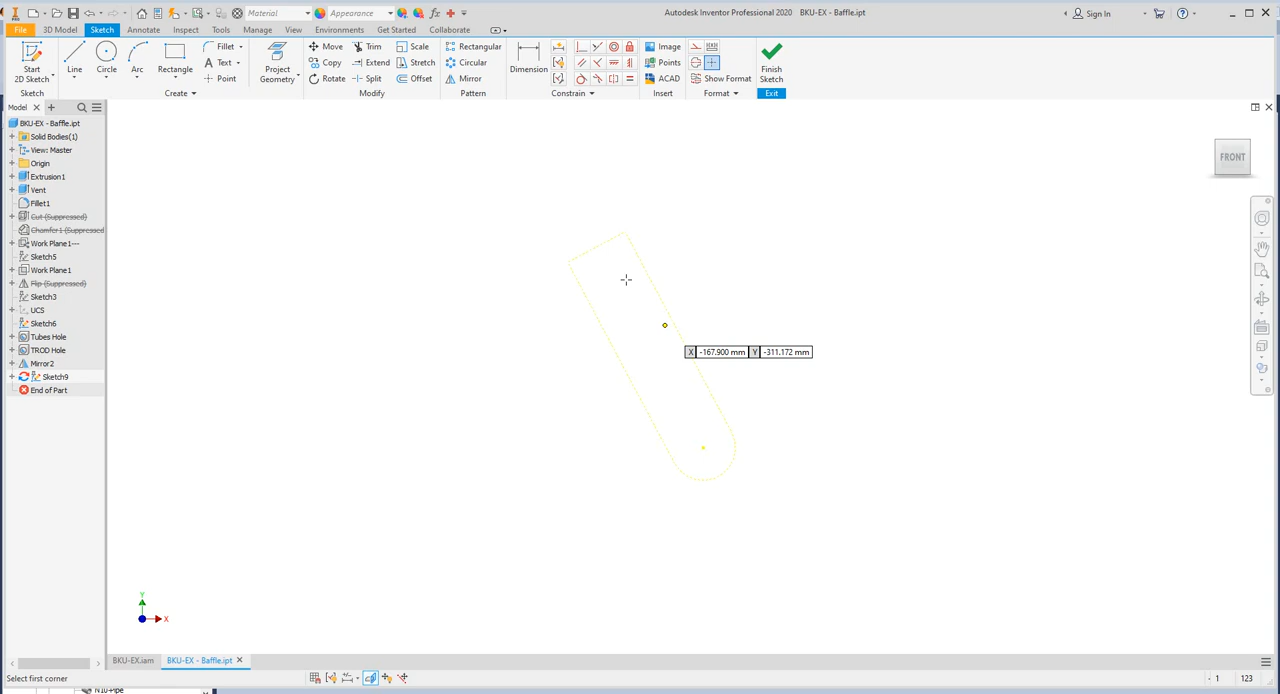 Material
Appearance
Autodesk Inventor Professional 2020   BKU-EX - Baffle.ipt
Sign In
File 3D Model Sketch Annotate Inspect Tools Manage View Environments Get Started Collaborate
Start
2D Sketch
Line
Circle
Arc
Rectangle
Fillet
Text
Point
Project
Geometry
Move
Copy
Rotate
Trim
Extend
Split
Scale
Stretch
Offset
Rectangular
Circular
Mirror
Dimension
Image
Points
ACAD
Show Format
Finish
Sketch
Sketch
Create
Modify
Pattern
Constrain
Insert
Format
Exit
Model
BKU-EX - Baffle.ipt
Solid Bodies(1)
View: Master
Origin
Extrusion1
Vent
Fillet1
Cut (Suppressed)
Chamfer1 (Suppressed
Work Plane1---
Sketch5
Work Plane1
Flip (Suppressed)
Sketch3
UCS
Sketch6
Tubes Hole
TROD Hole
Mirror2
Sketch9
End of Part
FRONT
X -167.900 mm Y -311.172 mm
Y
X
BKU-EX.iam
BKU-EX - Baffle.ipt
Select first corner
1 123
N10-Pipe